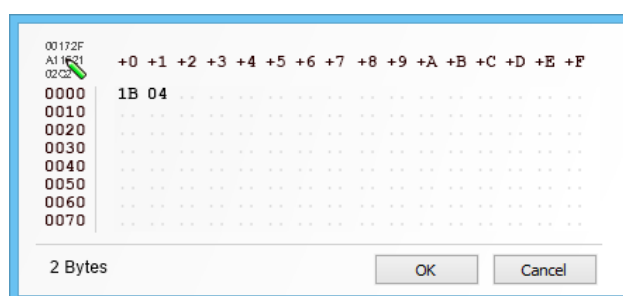 00172F
02C2
+0 +1 +2 +3 +4 +5 +6 +7 +8 +9 +A +B +C +D +E +F
0000 1B 04 .. .. .. .. .. .. .. .. .. .. .. .. .. ..
0010 .. .. .. .. .. .. .. .. .. .. .. .. .. .. .. ..
0020 .. .. .. .. .. .. .. .. .. .. .. .. .. .. .. ..
0030 .. .. .. .. .. .. .. .. .. .. .. .. .. .. .. ..
0040 .. .. .. .. .. .. .. .. .. .. .. .. .. .. .. ..
0050 .. .. .. .. .. .. .. .. .. .. .. .. .. .. .. ..
0060 .. .. .. .. .. .. .. .. .. .. .. .. .. .. .. ..
0070 .. .. .. .. .. .. .. .. .. .. .. .. .. .. .. ..
2 Bytes OK Cancel